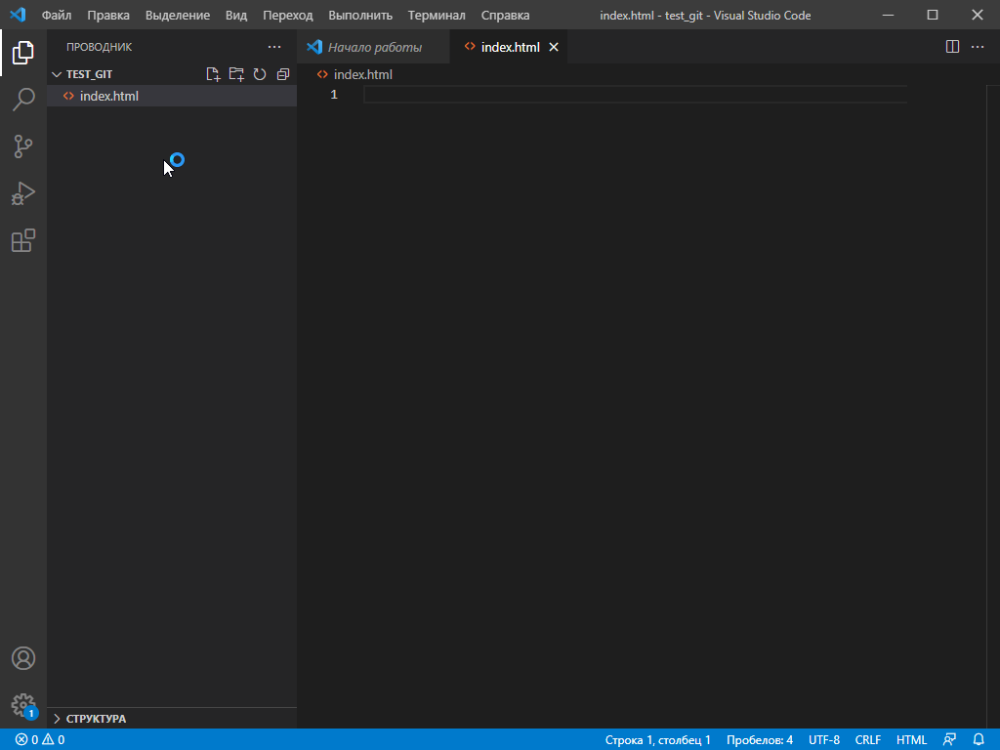 Файл Правка Выделение Вид Переход Выполнить Терминал Справка index.html - test_git - Visual Studio Code
ПРОВОДНИК
Начало работы index.html
TEST_GIT
index.html
index.html
1
СТРУКТУРА
1
0 0 Строка 1, столбец 1 Пробелов: 4 UTF-8 CRLF HTML